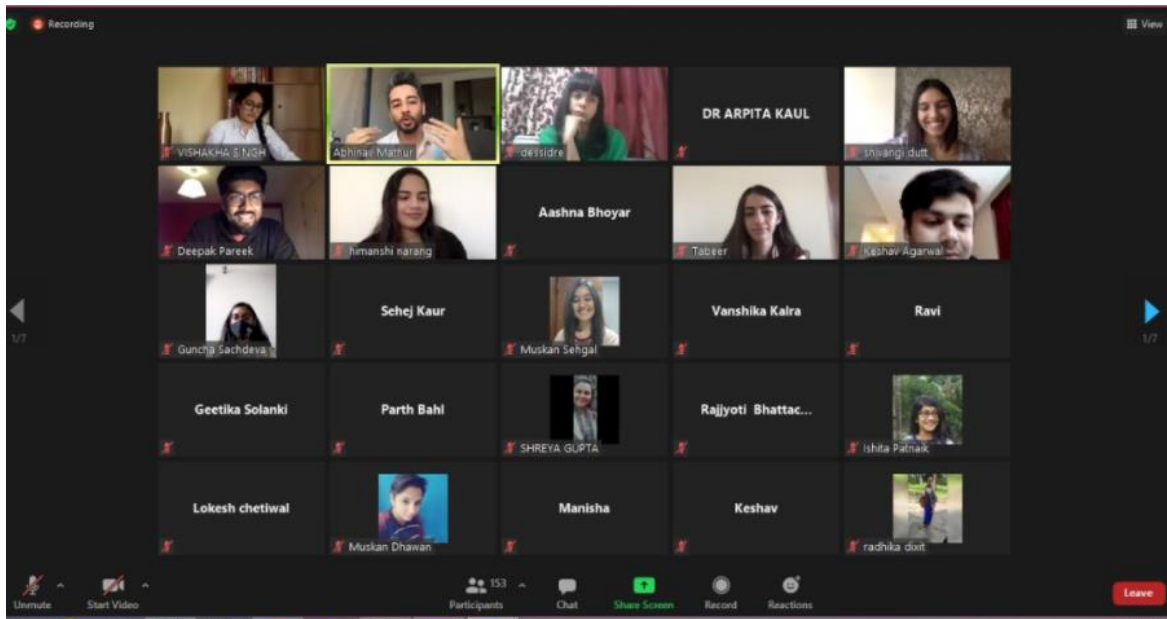 Recording
View
VISHAKHA SINGH
Abhinav Mathur
dessidre
DR ARPITA KAUL
shivangi dutt
Deepak Pareek
himanshi narang
Aashna Bhoyar
Tabeer
Keshav Agarwal
1/7
Guncha Sachdeva
Sehej Kaur
Muskan Sehgal
Vanshika Kalra
Ravi
1/7
Geetika Solanki
Parth Bahl
SHREYA GUPTA
Rajjyoti Bhattac...
Ishita Patnaik
Lokesh chetiwal
Muskan Dhawan
Manisha
Keshav
radhika dixit
Unmute
Start Video
153
Participants
Chat
Share Screen
Record
Reactions
Leave